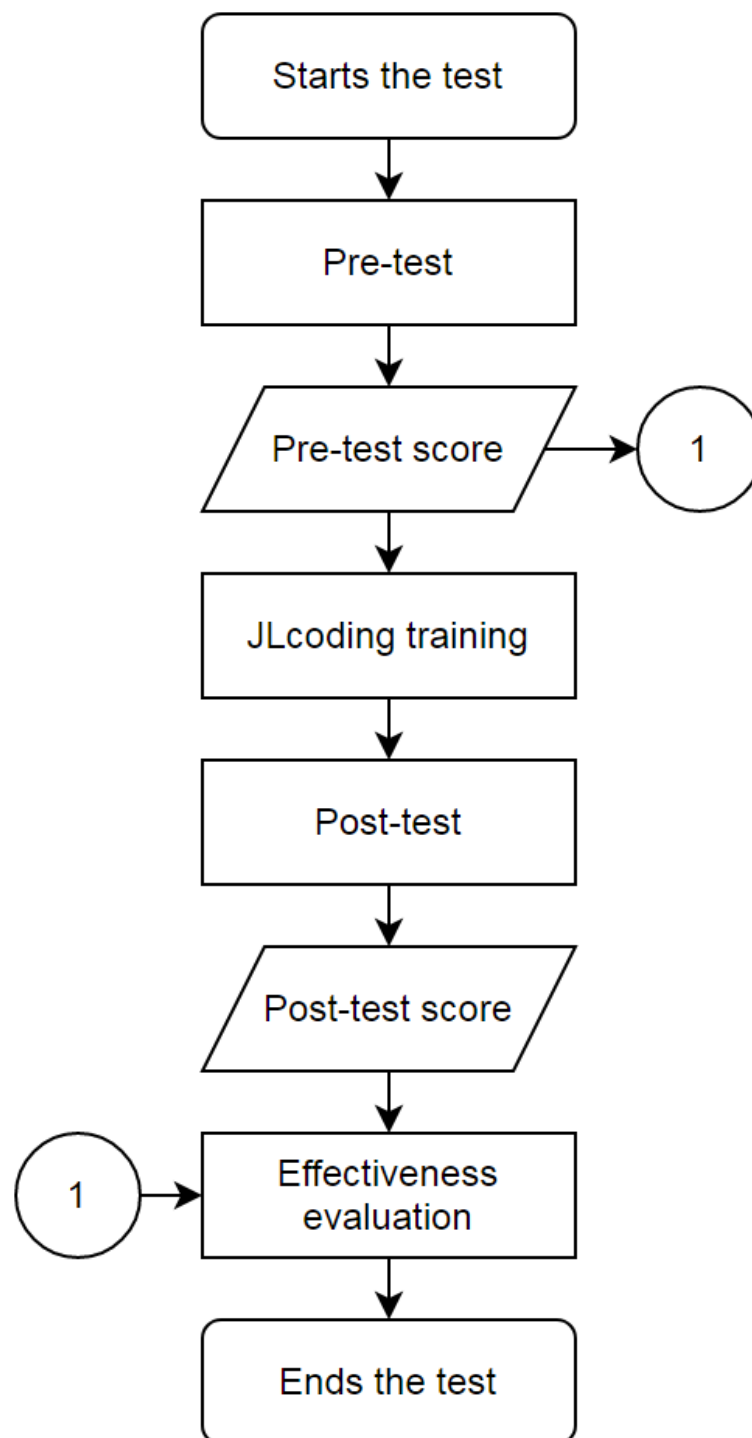 Starts the test
Pre-test
Pre-test score
1
JLcoding training
Post-test
Post-test score
1
Effectiveness
evaluation
Ends the test